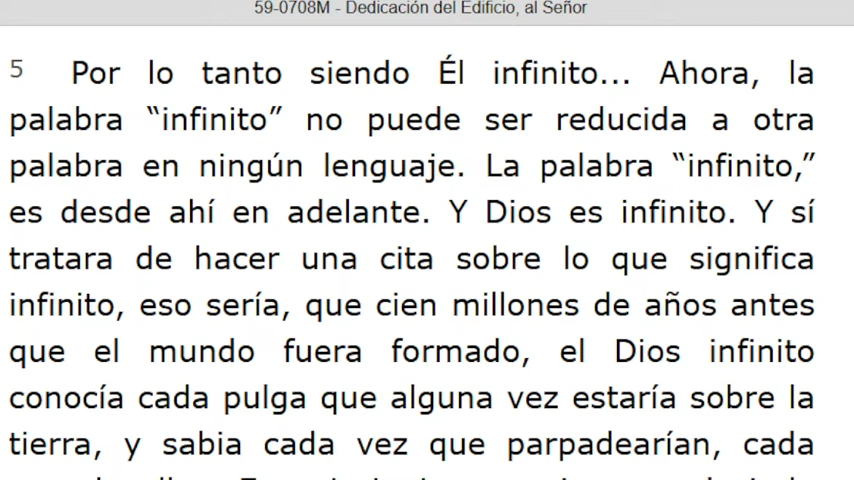 59-0708M - Dedicación del Edificio, al Señor
5 Por lo tanto siendo Él infinito... Ahora, la
palabra “infinito” no puede ser reducida a otra
palabra en ningún lenguaje. La palabra “infinito,”
es desde ahí en adelante. Y Dios es infinito. Y sí
tratara de hacer una cita sobre lo que significa
infinito, eso sería, que cien millones de años antes
que el mundo fuera formado, el Dios infinito
conocía cada pulga que alguna vez estaría sobre la
tierra, y sabia cada vez que parpadearían, cada